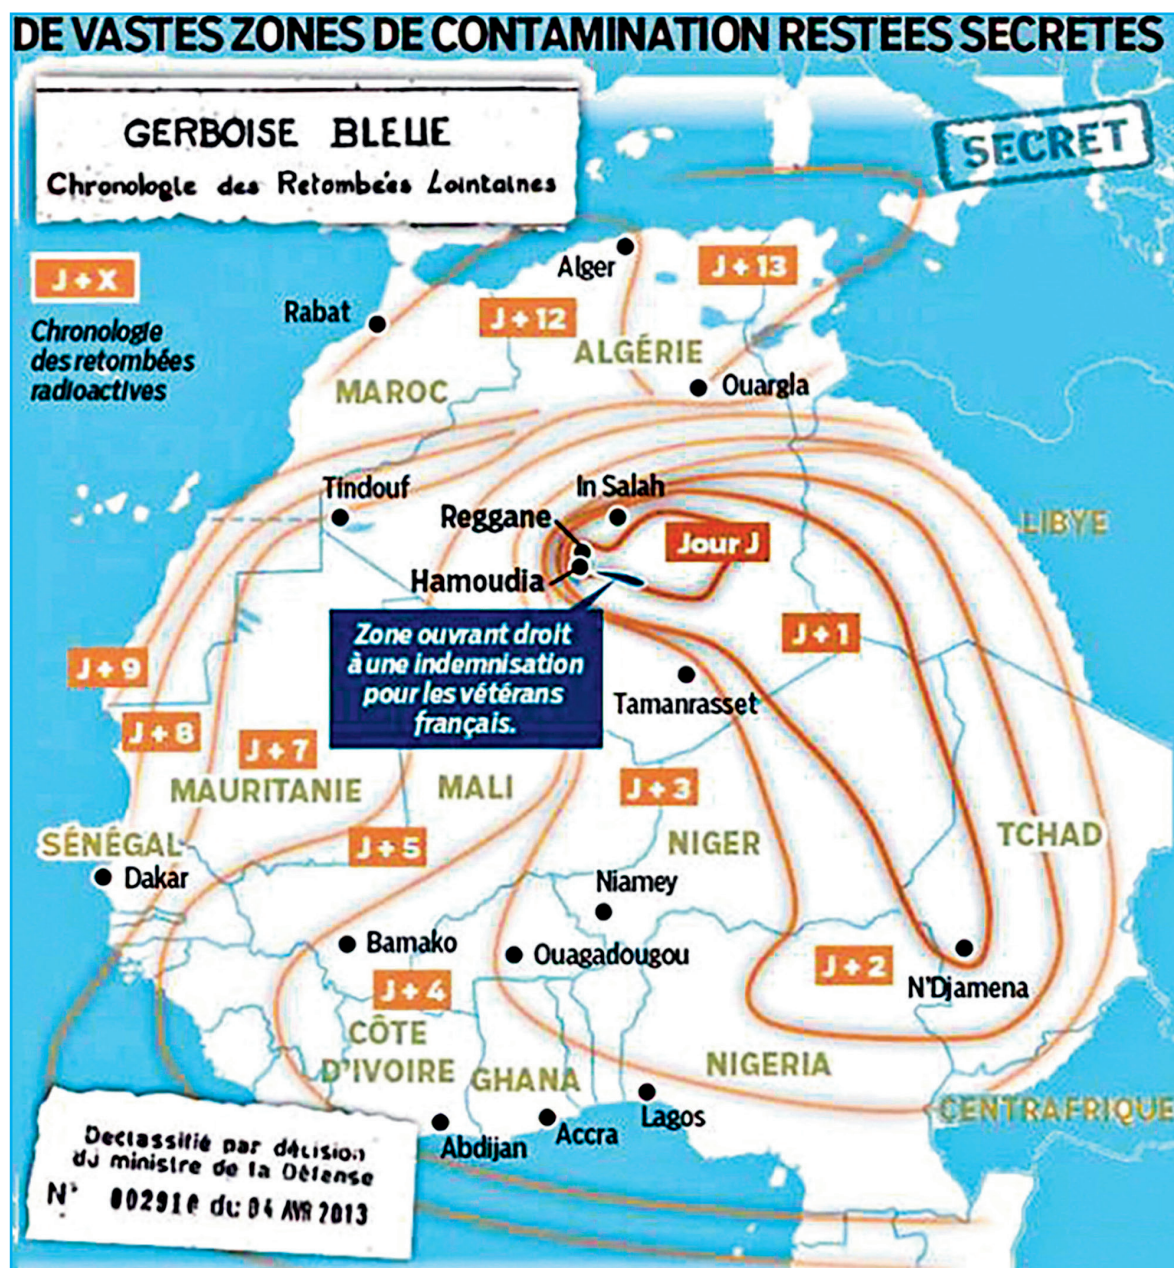 DE VASTES ZONES DE CONTAMINATION RESTÉES SECRÈTES
GERBOISE BLEUE
Chronologie des Retombées Lointaines
SECRET
J + X
Chronologie
des retombées
radioactives
Alger
J + 13
Rabat
J + 12
ALGÉRIE
MAROC
Ouargla
Tindouf
In Salah
Reggane
Jour J
LIBYE
Hamoudia
Zone ouvrant droit
à une indemnisation
pour les vétérans
français.
J + 1
J + 9
Tamanrasset
J + 8
J + 7
MAURITANIE
MALI
J + 3
SÉNÉGAL
J + 5
NIGER
TCHAD
Dakar
Niamey
Bamako
Ouagadougou
J + 2
N'Djamena
J + 4
CÔTE
D'IVOIRE
GHANA
NIGERIA
Lagos
CENTRAFRIQUE
Abdijan
Accra
Declassifié par décision
du ministre de la Défense
N° 002910 du 04 AVR 2013